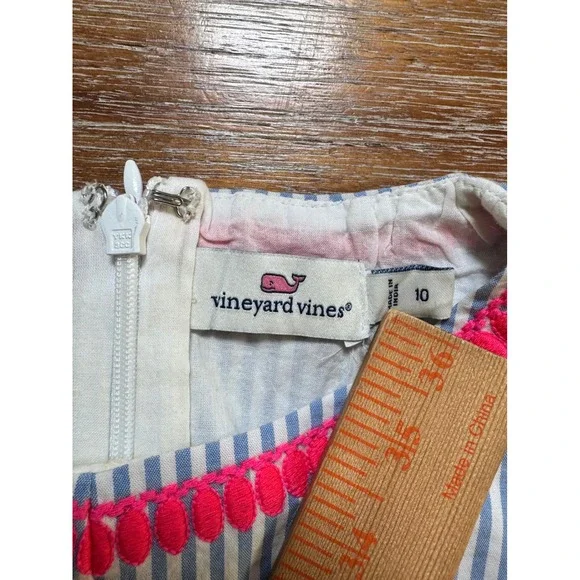 vineyard vines®
MADE IN
INDIA
10
36
35
34
Made in China